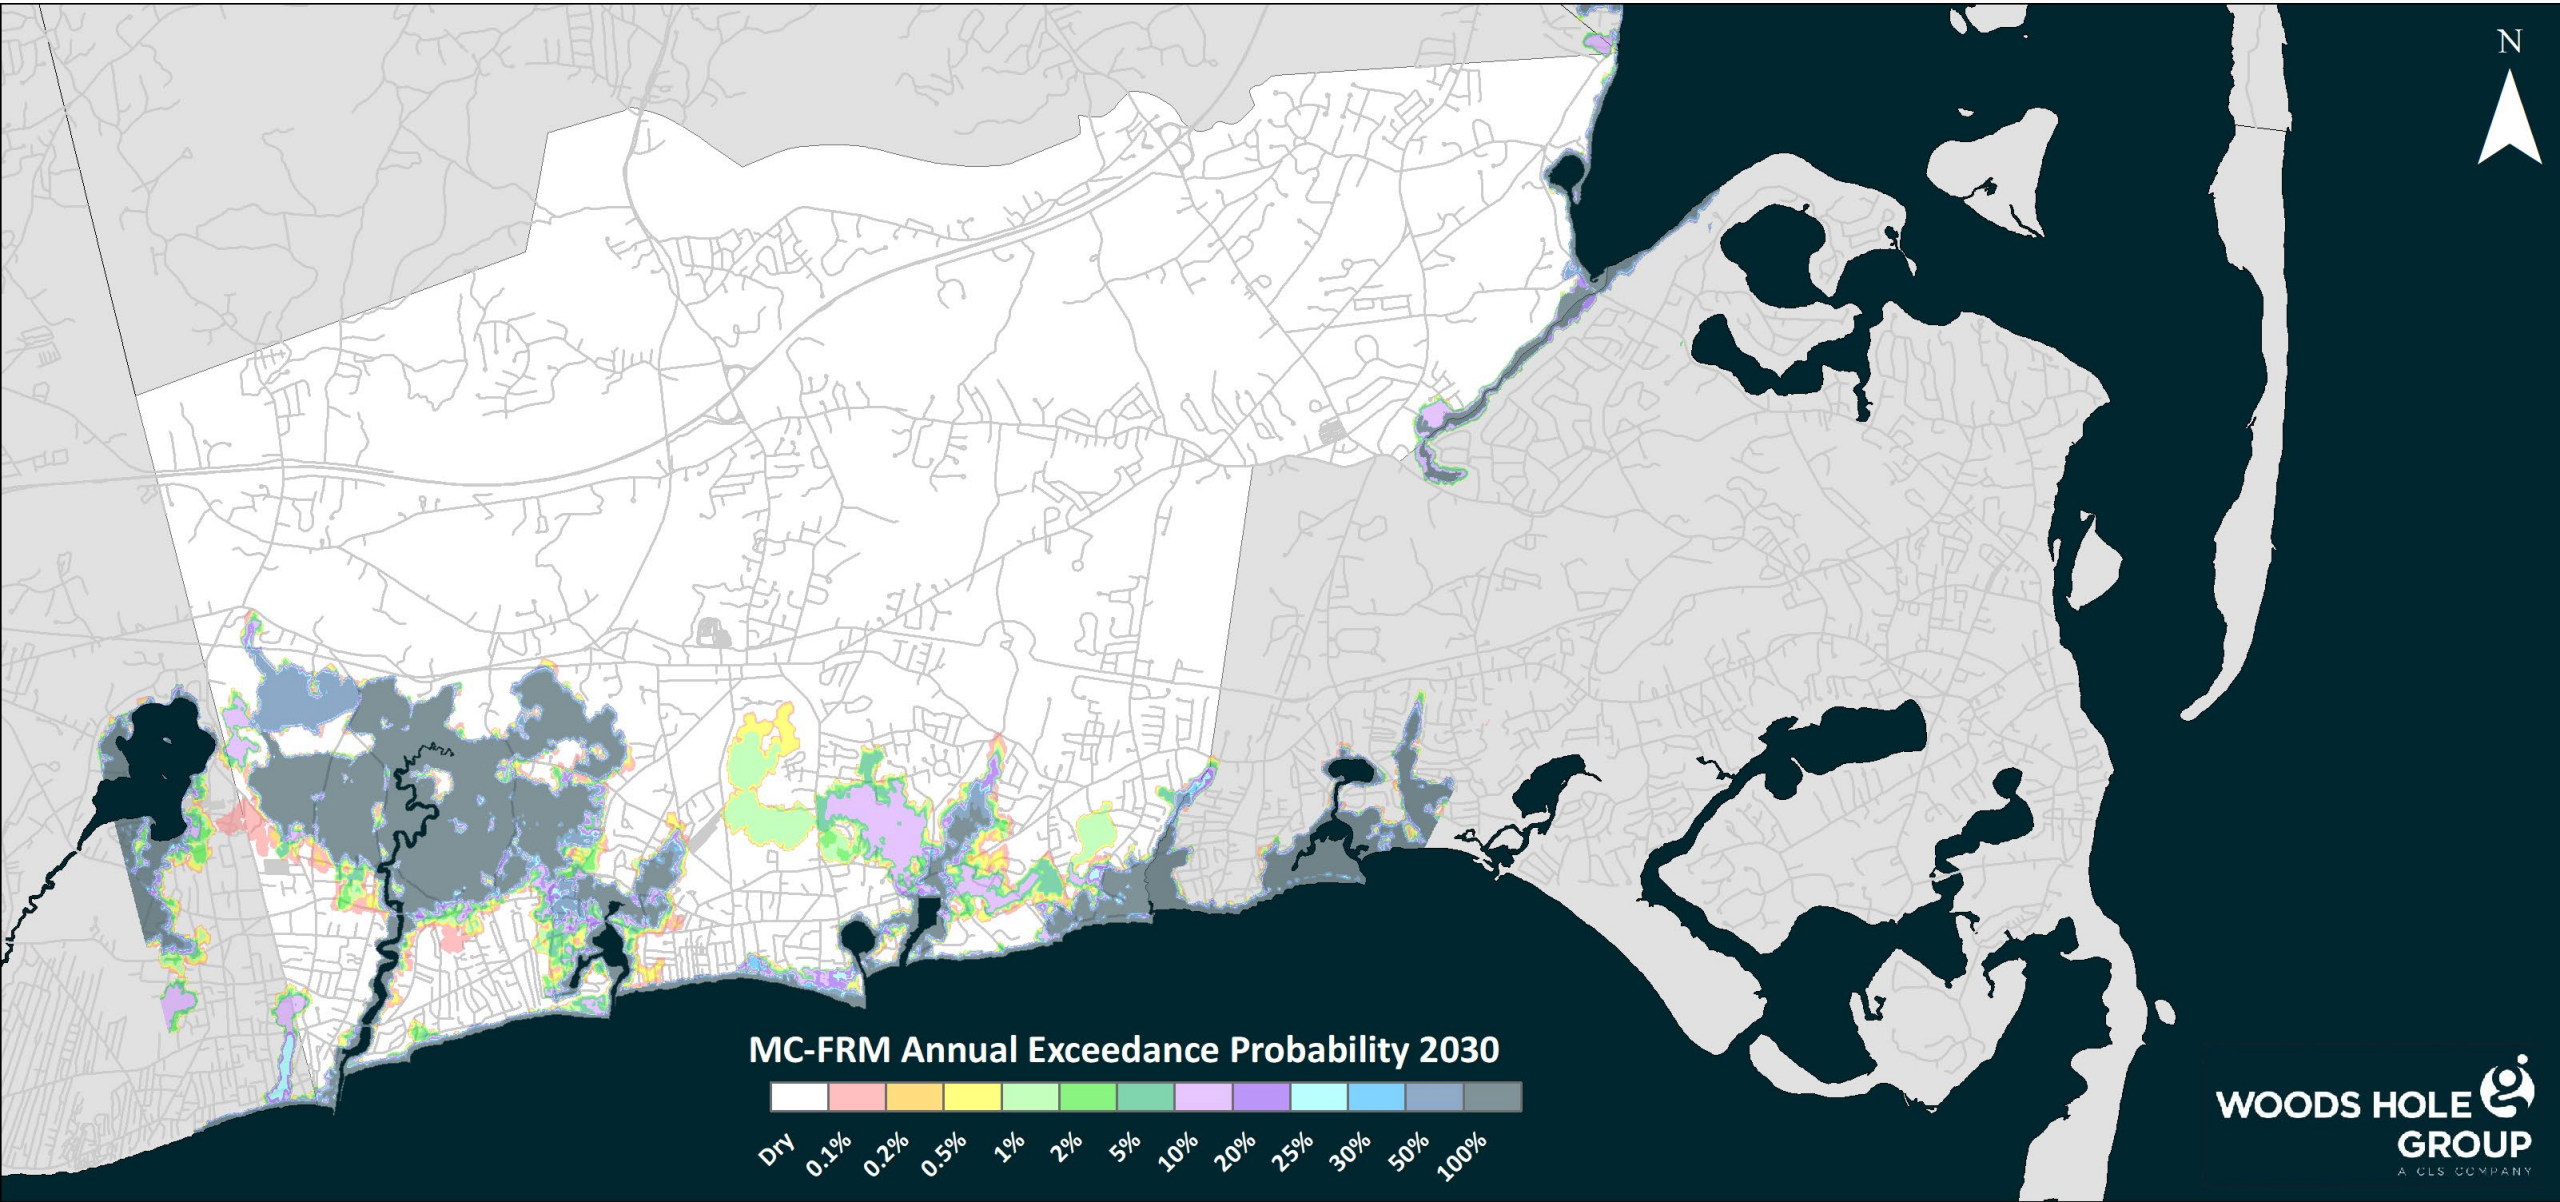 N
MC-FRM Annual Exceedance Probability 2030
Dry 0.1% 0.2% 0.5% 1% 2% 5% 10% 20% 25% 30% 50% 100%
WOODS HOLE
GROUP
A CLS COMPANY